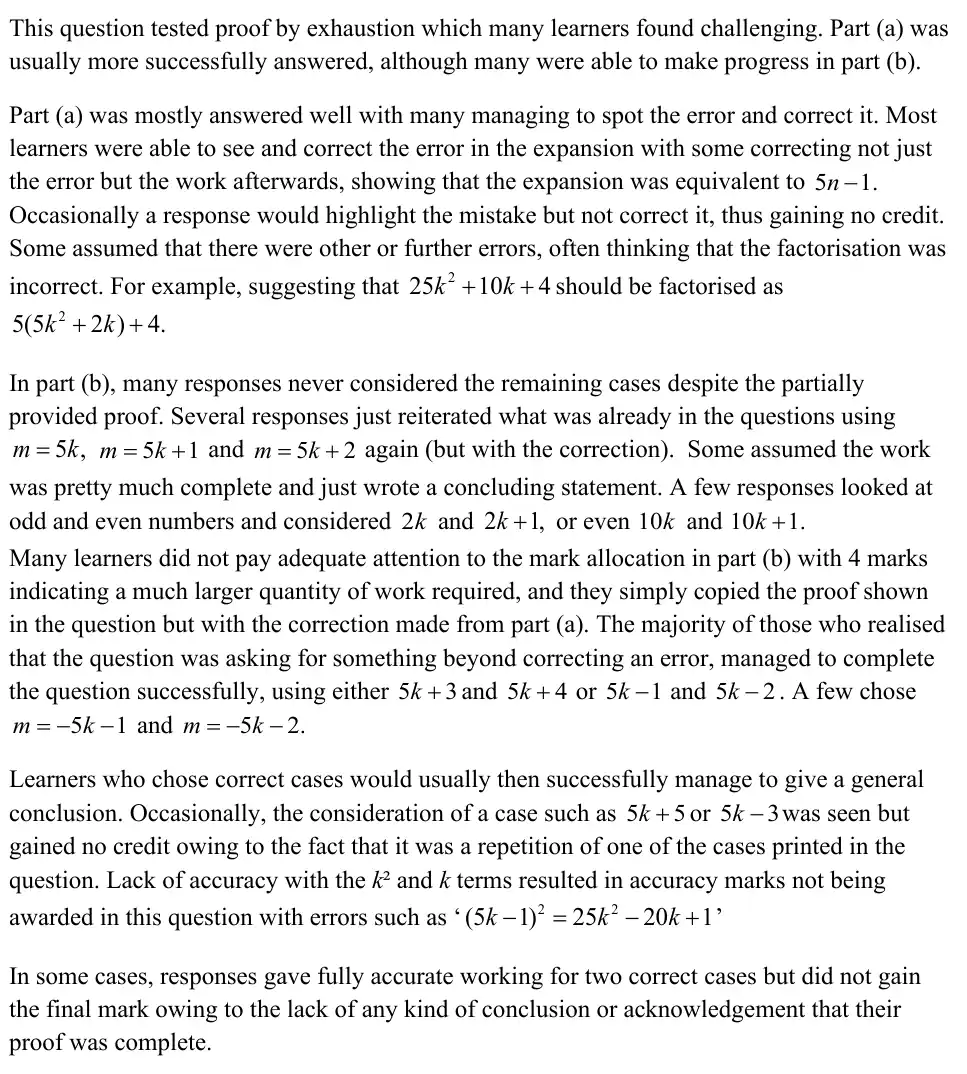 This question tested proof by exhaustion which many learners found challenging. Part (a) was
usually more successfully answered, although many were able to make progress in part (b).
Part (a) was mostly answered well with many managing to spot the error and correct it. Most
learners were able to see and correct the error in the expansion with some correcting not just
the error but the work afterwards, showing that the expansion was equivalent to 5n − 1.
Occasionally a response would highlight the mistake but not correct it, thus gaining no credit.
Some assumed that there were other or further errors, often thinking that the factorisation was
incorrect. For example, suggesting that 25k² + 10k + 4 should be factorised as
5(5k² + 2k) + 4.
In part (b), many responses never considered the remaining cases despite the partially
provided proof. Several responses just reiterated what was already in the questions using
m = 5k, m = 5k + 1 and m = 5k + 2 again (but with the correction). Some assumed the work
was pretty much complete and just wrote a concluding statement. A few responses looked at
odd and even numbers and considered 2k and 2k + 1, or even 10k and 10k + 1.
Many learners did not pay adequate attention to the mark allocation in part (b) with 4 marks
indicating a much larger quantity of work required, and they simply copied the proof shown
in the question but with the correction made from part (a). The majority of those who realised
that the question was asking for something beyond correcting an error, managed to complete
the question successfully, using either 5k + 3 and 5k + 4 or 5k − 1 and 5k − 2. A few chose
m = −5k − 1 and m = −5k − 2.
Learners who chose correct cases would usually then successfully manage to give a general
conclusion. Occasionally, the consideration of a case such as 5k + 5 or 5k − 3 was seen but
gained no credit owing to the fact that it was a repetition of one of the cases printed in the
question. Lack of accuracy with the k² and k terms resulted in accuracy marks not being
awarded in this question with errors such as ‘(5k − 1)² = 25k² − 20k + 1’
In some cases, responses gave fully accurate working for two correct cases but did not gain
the final mark owing to the lack of any kind of conclusion or acknowledgement that their
proof was complete.